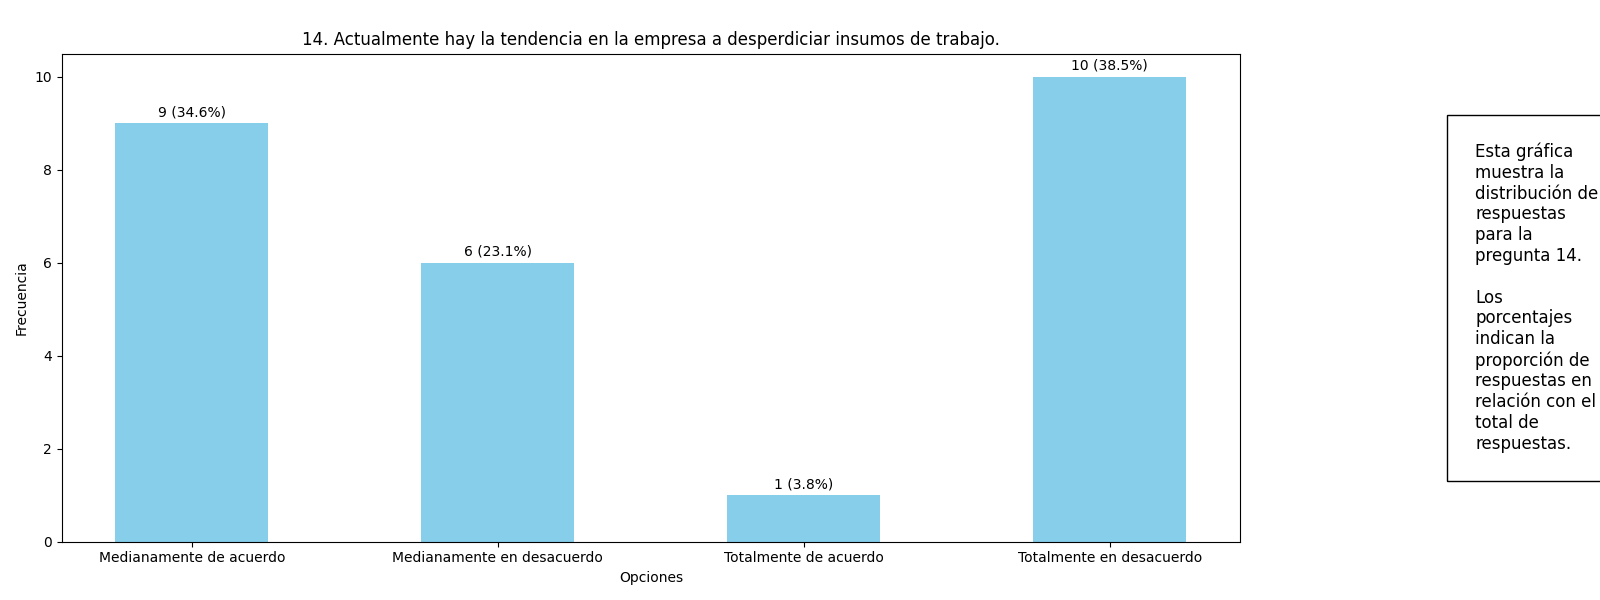 14. Actualmente hay la tendencia en la empresa a desperdiciar insumos de trabajo.
10
8
6
4
2
0
Frecuencia
9 (34.6%)
6 (23.1%)
1 (3.8%)
10 (38.5%)
Medianamente de acuerdo
Medianamente en desacuerdo
Totalmente de acuerdo
Totalmente en desacuerdo
Opciones
Esta gráfica
muestra la
distribución de
respuestas
para la
pregunta 14.
Los
porcentajes
indican la
proporción de
respuestas en
relación con el
total de
respuestas.